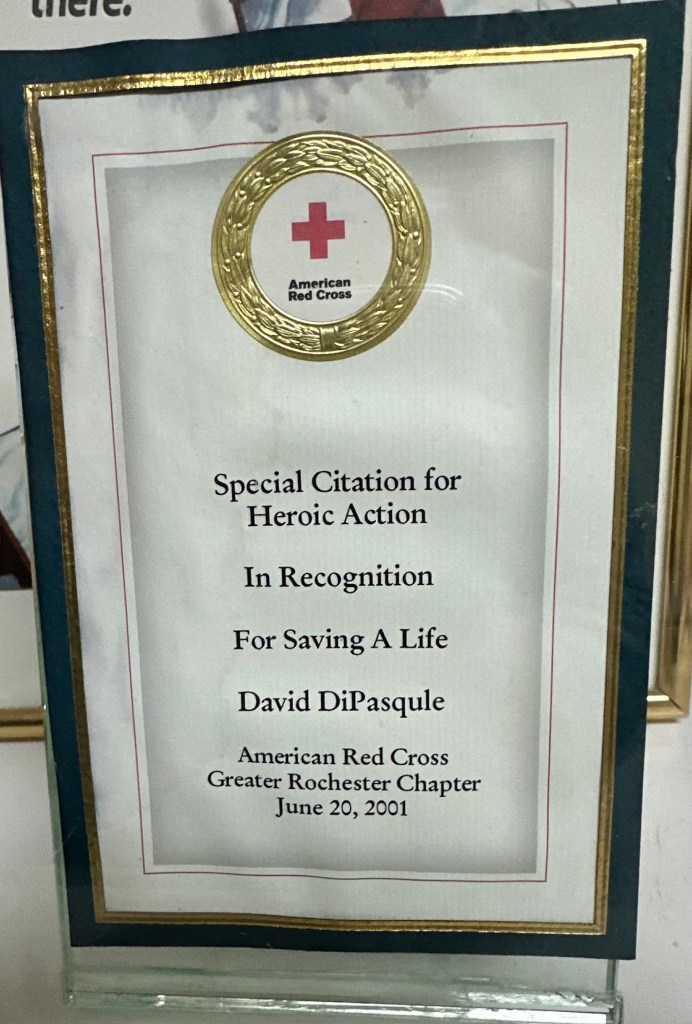 there.
American
Red Cross
Special Citation for
Heroic Action
In Recognition
For Saving A Life
David DiPasqule
American Red Cross
Greater Rochester Chapter
June 20, 2001